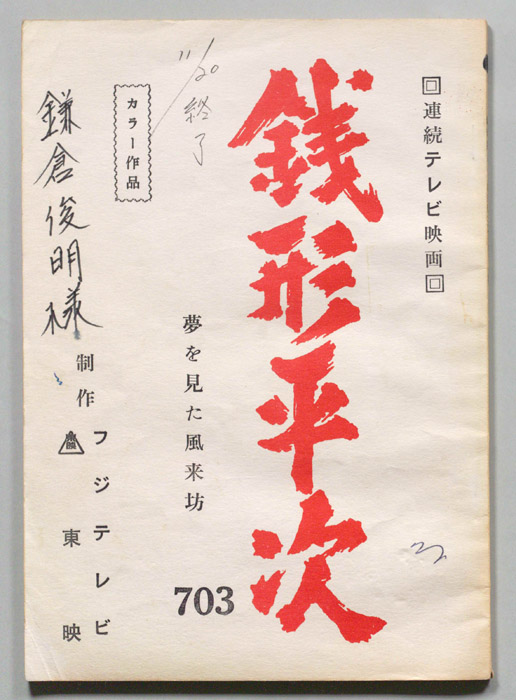 連続テレビ映画
銭形平次
11/20 終了
夢を見た風来坊
703
カラー作品
鎌倉俊明様
制作
フジテレビ
東映